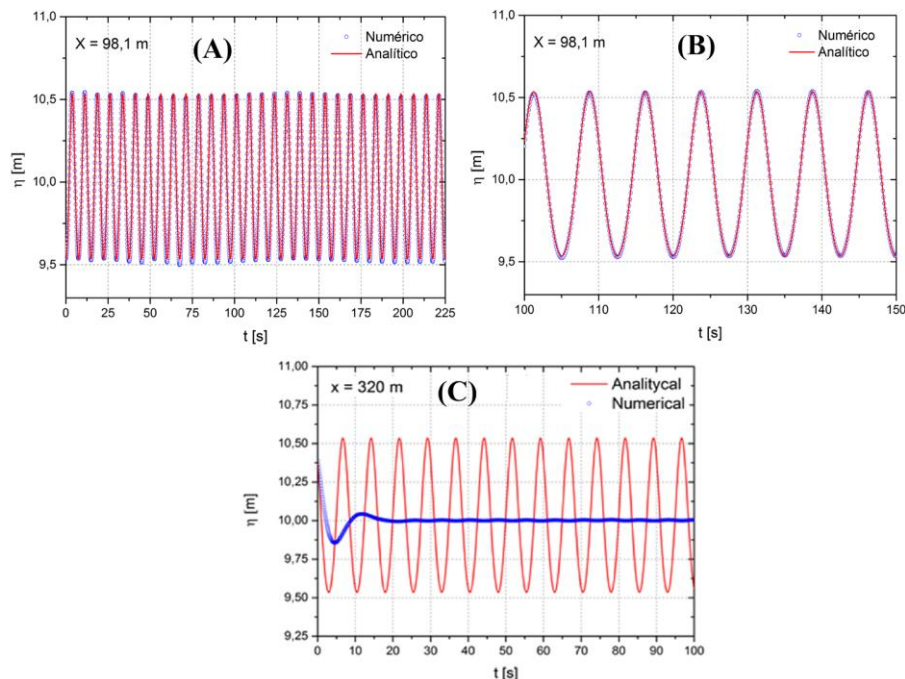 X = 98,1 m
(A)
Numérico
Analítico
11,0
10,5
10,0
9,5
η [m]
0 25 50 75 100 125 150 175 200 225
t [s]
X = 98,1 m
(B)
Numérico
Analítico
11,0
10,5
10,0
9,5
η [m]
100 110 120 130 140 150
t [s]
x = 320 m
(C)
Analitycal
Numerical
11,00
10,75
10,50
10,25
10,00
9,75
9,50
9,25
η [m]
0 10 20 30 40 50 60 70 80 90 100
t [s]